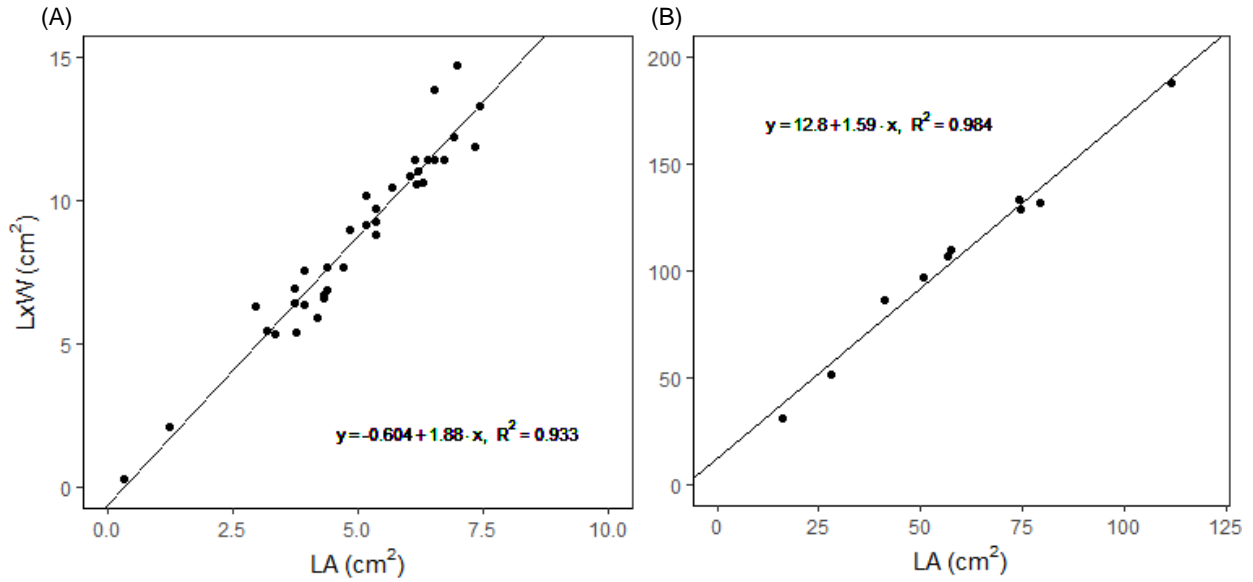 (A)
15
10
5
0
LxW (cm²)
y = -0.604 + 1.88 · x, R² = 0.933
0.0 2.5 5.0 7.5 10.0
LA (cm²)
(B)
200
150
100
50
0
y = 12.8 + 1.59 · x, R² = 0.984
0 25 50 75 100 125
LA (cm²)